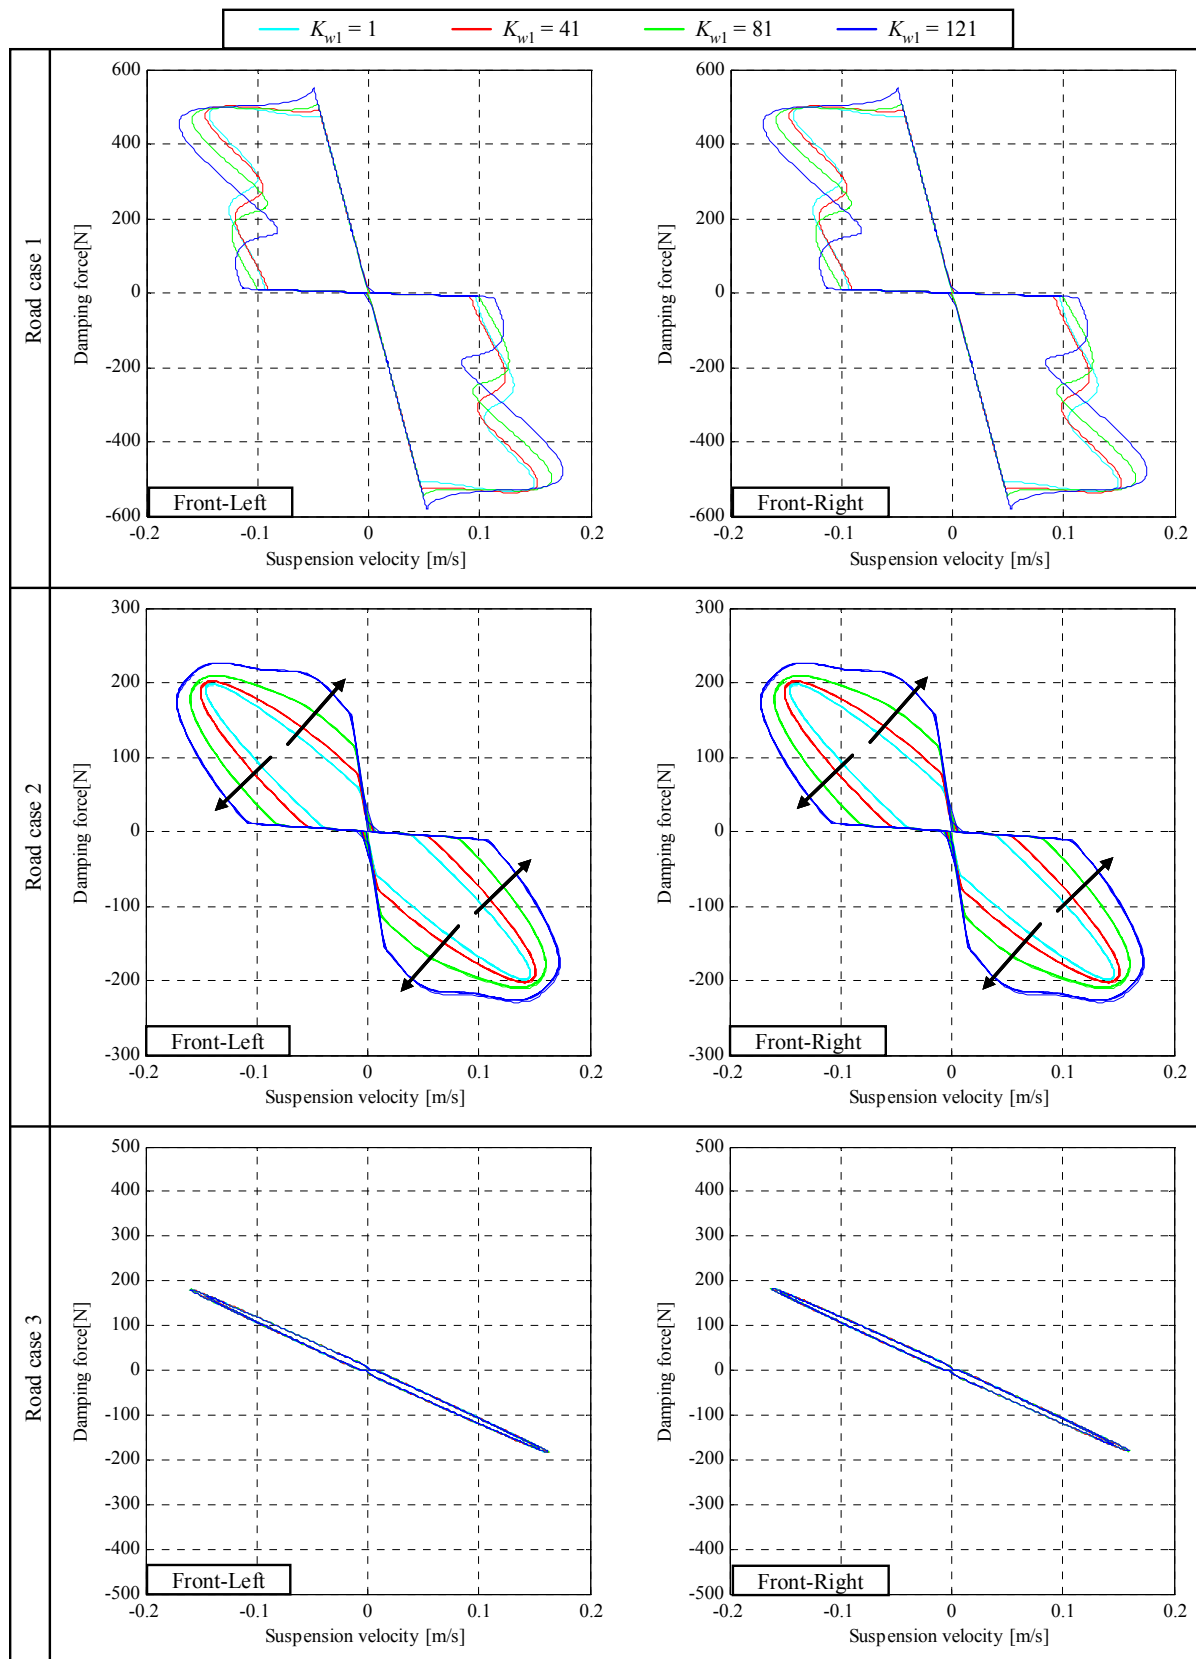 K_w1 = 1 K_w1 = 41 K_w1 = 81 K_w1 = 121
Road case 1
Damping force[N]
600
400
200
0
-200
-400
-600
Front-Left
-0.2 -0.1 0 0.1 0.2
Suspension velocity [m/s]
Damping force[N]
600
400
200
0
-200
-400
-600
Front-Right
-0.2 -0.1 0 0.1 0.2
Suspension velocity [m/s]
Road case 2
Damping force[N]
300
200
100
0
-100
-200
-300
Front-Left
-0.2 -0.1 0 0.1 0.2
Suspension velocity [m/s]
Damping force[N]
300
200
100
0
-100
-200
-300
Front-Right
-0.2 -0.1 0 0.1 0.2
Suspension velocity [m/s]
Road case 3
Damping force[N]
500
400
300
200
100
0
-100
-200
-300
-400
-500
Front-Left
-0.2 -0.1 0 0.1 0.2
Suspension velocity [m/s]
Damping force[N]
500
400
300
200
100
0
-100
-200
-300
-400
-500
Front-Right
-0.2 -0.1 0 0.1 0.2
Suspension velocity [m/s]